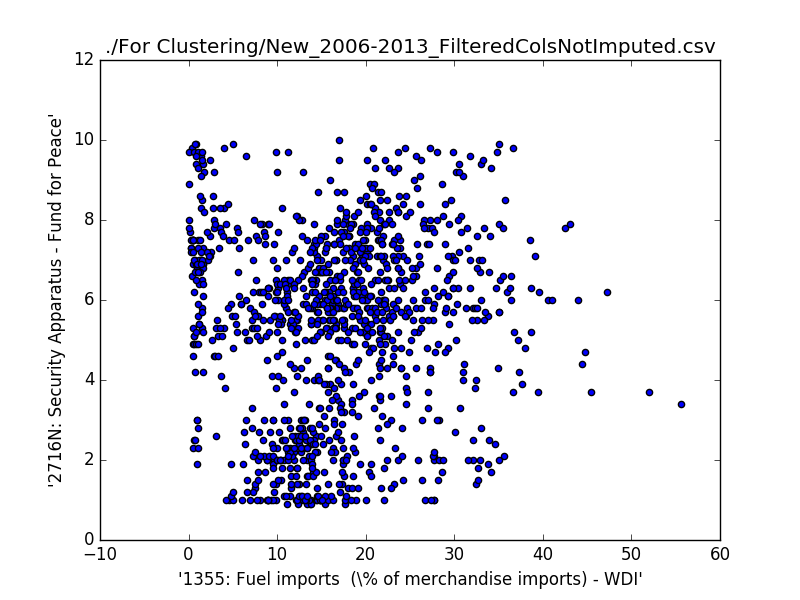 ./For Clustering/New_2006-2013_FilteredColsNotImputed.csv
12
10
8
6
4
2
0
'2716N: Security Apparatus - Fund for Peace'
−10 0 10 20 30 40 50 60
'1355: Fuel imports  (\% of merchandise imports) - WDI'